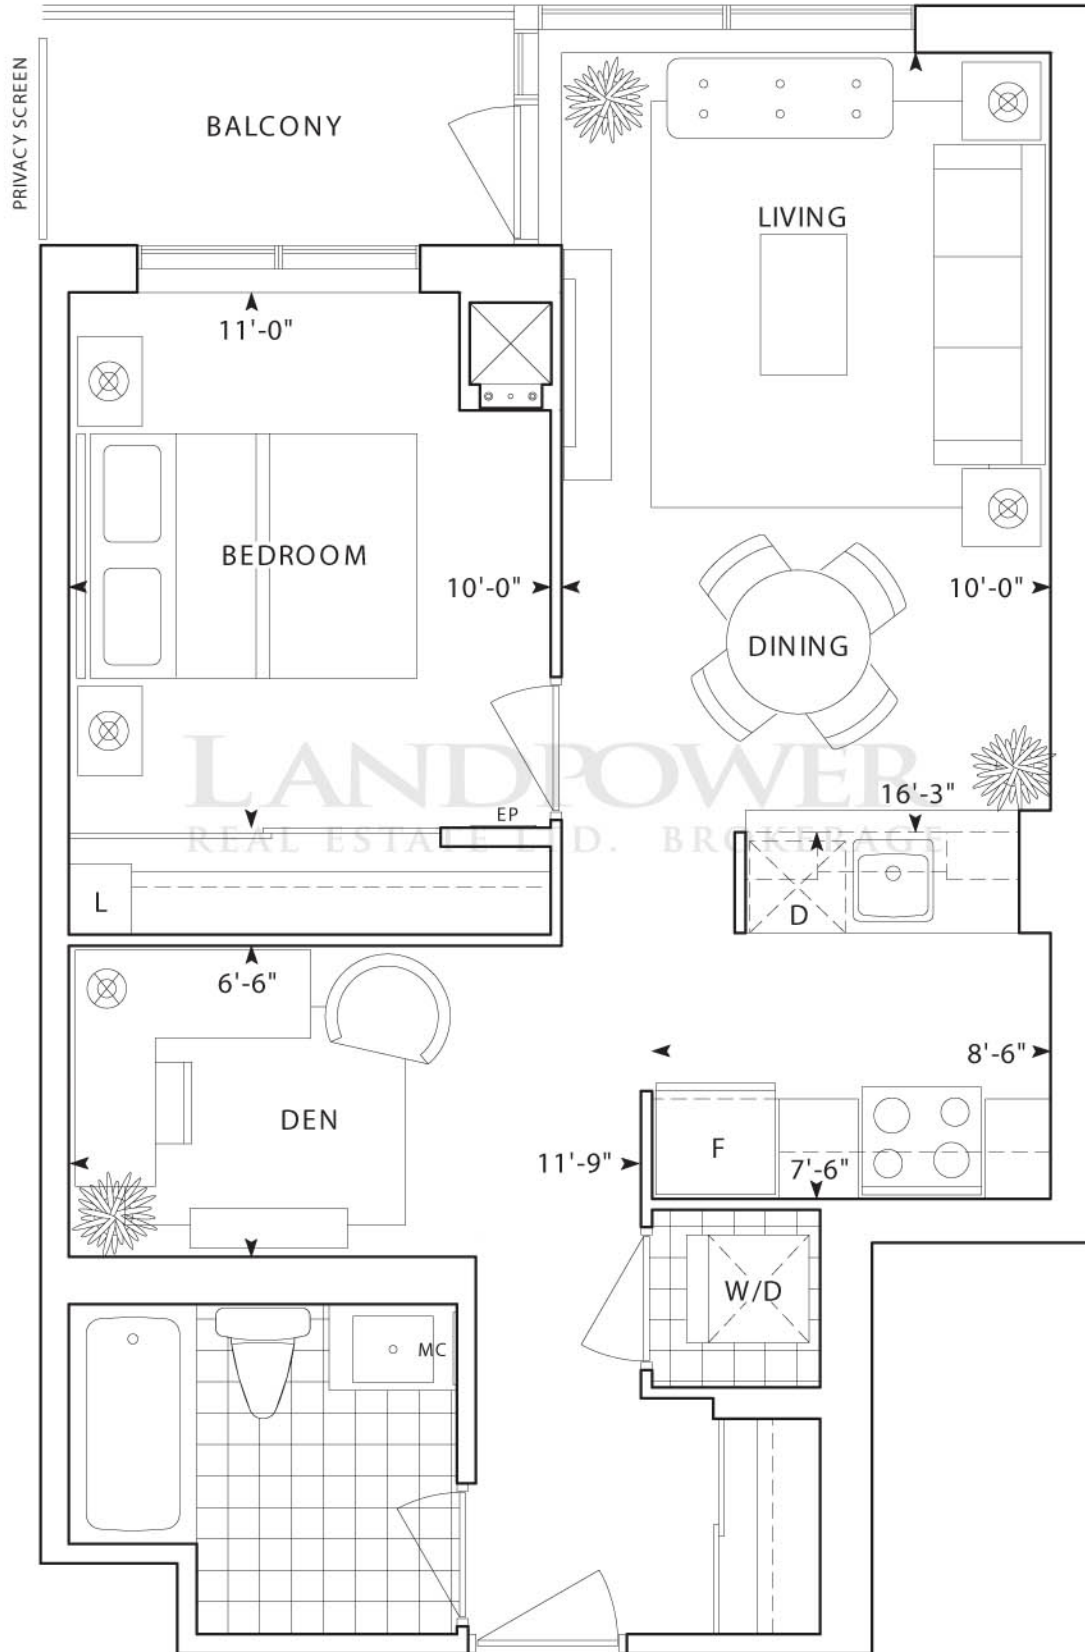 PRIVACY SCREEN
BALCONY
LIVING
11'-0"
BEDROOM
10'-0"
10'-0"
DINING
LANDPOWER
REAL ESTATE LTD. BROKERAGE
16'-3"
EP
L
D
6'-6"
8'-6"
DEN
F
11'-9"
7'-6"
W/D
MC